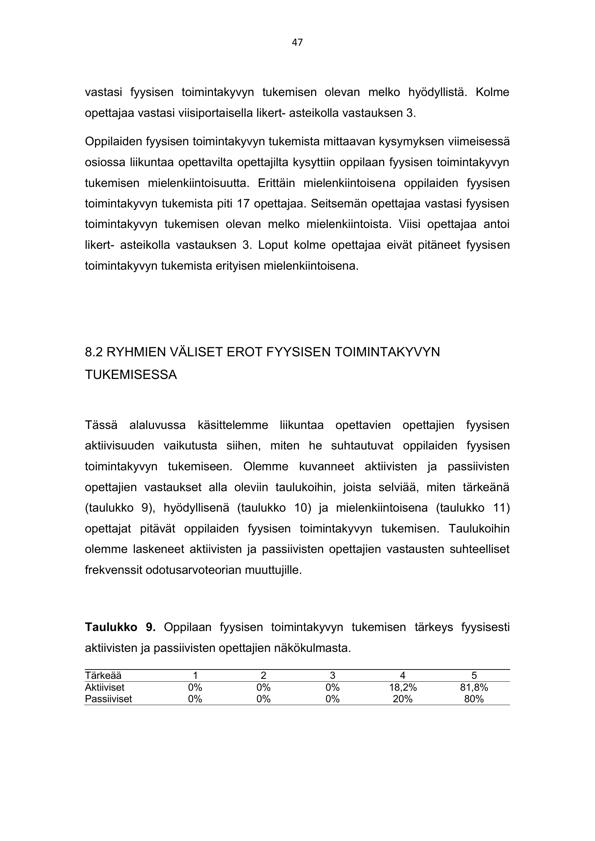 47
vastasi fyysisen toimintakyvyn tukemisen olevan melko hyödyllistä. Kolme
opettajaa vastasi viisiportaisella likert- asteikolla vastauksen 3.
Oppilaiden fyysisen toimintakyvyn tukemista mittaavan kysymyksen viimeisessä
osiossa liikuntaa opettavilta opettajilta kysyttiin oppilaan fyysisen toimintakyvyn
tukemisen mielenkiintoisuutta. Erittäin mielenkiintoisena oppilaiden fyysisen
toimintakyvyn tukemista piti 17 opettajaa. Seitsemän opettajaa vastasi fyysisen
toimintakyvyn tukemisen olevan melko mielenkiintoista. Viisi opettajaa antoi
likert- asteikolla vastauksen 3. Loput kolme opettajaa eivät pitäneet fyysisen
toimintakyvyn tukemista erityisen mielenkiintoisena.
8.2 RYHMIEN VÄLISET EROT FYYSISEN TOIMINTAKYVYN
TUKEMISESSA
Tässä alaluvussa käsittelemme liikuntaa opettavien opettajien fyysisen
aktiivisuuden vaikutusta siihen, miten he suhtautuvat oppilaiden fyysisen
toimintakyvyn tukemiseen. Olemme kuvanneet aktiivisten ja passiivisten
opettajien vastaukset alla oleviin taulukoihin, joista selviää, miten tärkeänä
(taulukko 9), hyödyllisenä (taulukko 10) ja mielenkiintoisena (taulukko 11)
opettajat pitävät oppilaiden fyysisen toimintakyvyn tukemisen. Taulukoihin
olemme laskeneet aktiivisten ja passiivisten opettajien vastausten suhteelliset
frekvenssit odotusarvoteorian muuttujille.
Taulukko 9. Oppilaan fyysisen toimintakyvyn tukemisen tärkeys fyysisesti
aktiivisten ja passiivisten opettajien näkökulmasta.
Tärkeää 1 2 3 4 5
Aktiiviset 0% 0% 0% 18,2% 81,8%
Passiiviset 0% 0% 0% 20% 80%